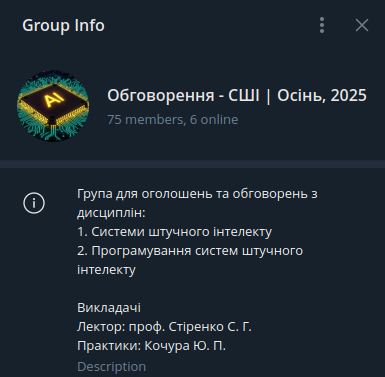 Group Info
AI
Обговорення - СШІ | Осінь, 2025
75 members, 6 online
Група для оголошень та обговорень з
дисциплін:
1. Системи штучного інтелекту
2. Програмування систем штучного
інтелекту
Викладачі
Лектор: проф. Стіренко С. Г.
Практики: Кочура Ю. П.
Description